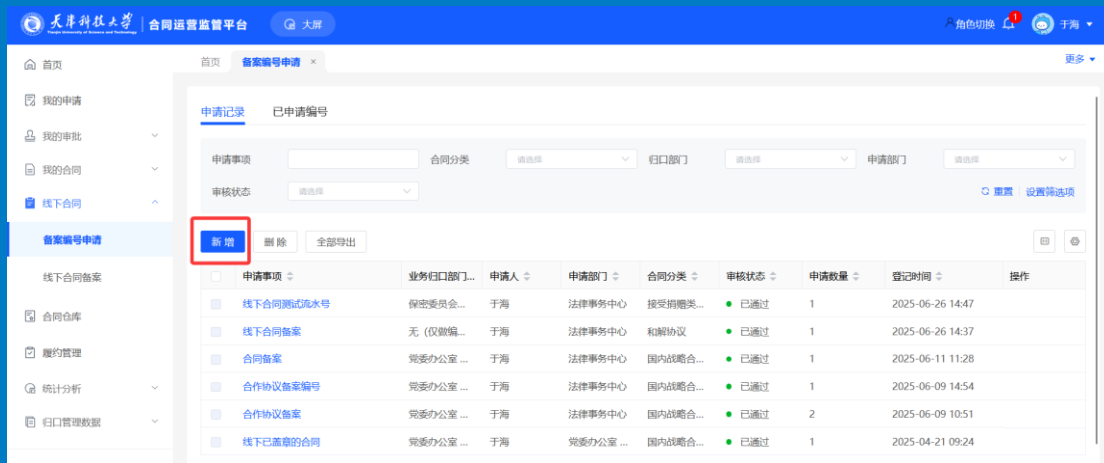 天津科技大学 合同运营监管平台 大屏 角色切换 1 于海
Tianjin University of Science and Technology
首页
我的申请
我的审批
我的合同
线下合同
备案编号申请
线下合同备案
合同仓库
履约管理
统计分析
归口管理数据
首页 备案编号申请 × 更多
申请记录 已申请编号
申请事项 合同分类 请选择 归口部门 请选择 申请部门 请选择
审核状态 请选择 重置 设置筛选项
新增 删除 全部导出
申请事项 业务归口部门... 申请人 申请部门 合同分类 审核状态 申请数量 登记时间 操作
线下合同测试流水号 保密委员会... 于海 法律事务中心 接受捐赠类... 已通过 1 2025-06-26 14:47
线下合同备案 无（仅做编... 于海 法律事务中心 和解协议 已通过 1 2025-06-26 14:37
合同备案 党委办公室 ... 于海 法律事务中心 国内战略合... 已通过 1 2025-06-11 11:28
合作协议备案编号 党委办公室 ... 于海 法律事务中心 国内战略合... 已通过 1 2025-06-09 14:54
合作协议备案 党委办公室 ... 于海 法律事务中心 国内战略合... 已通过 2 2025-06-09 10:51
线下已盖章的合同 党委办公室 ... 于海 党委办公室 ... 国内战略合... 已通过 1 2025-04-21 09:24